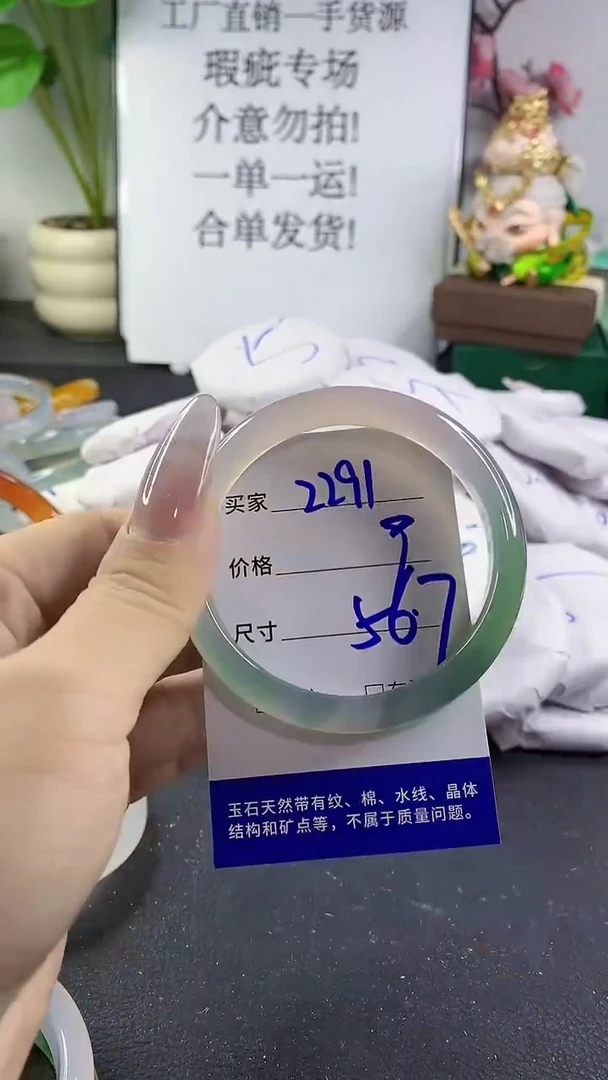 工厂直销一手货源
瑕疵专场
介意勿拍!
一单一运!
合单发货!
买家 2291
价格
尺寸 56.7
玉石天然带有纹、棉、水线、晶体
结构和矿点等，不属于质量问题。